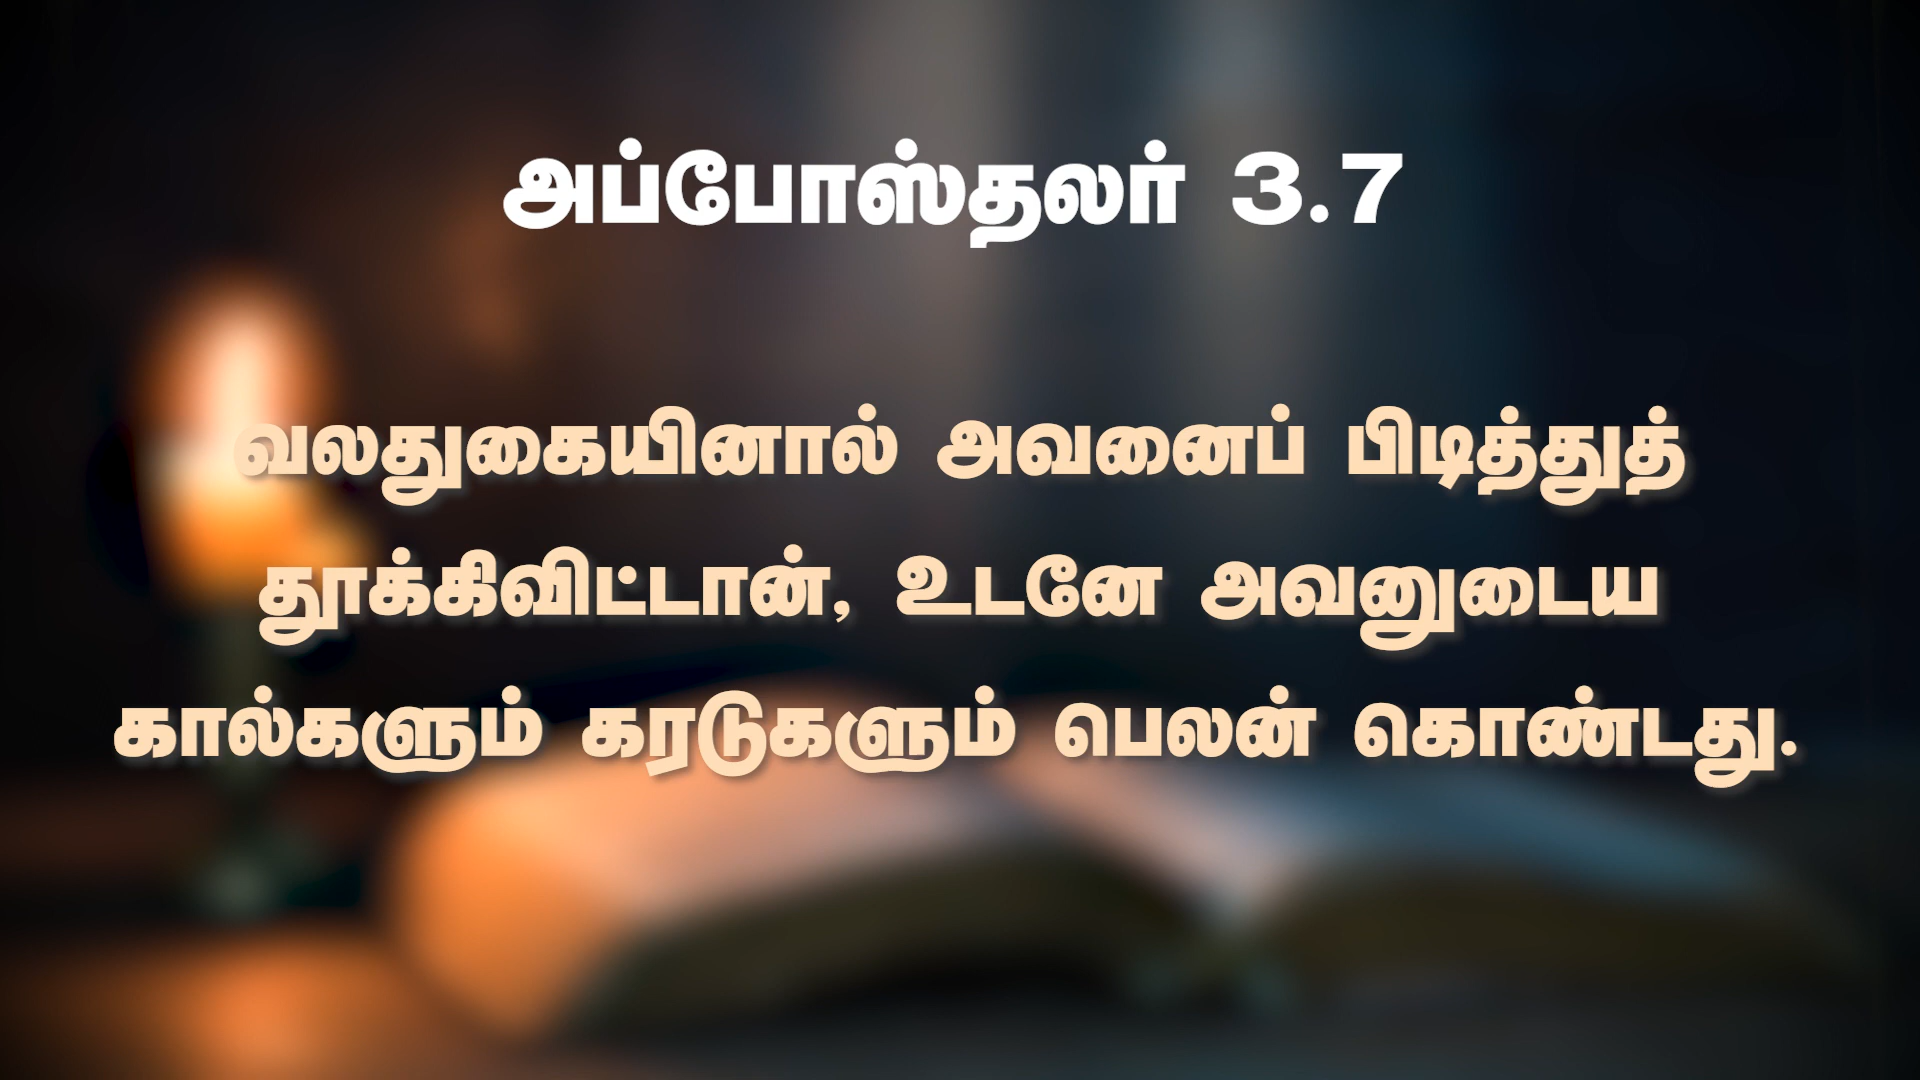 அப்போஸ்தலர் 3.7
வலதுகையினால் அவனைப் பிடித்துத்
தூக்கிவிட்டான், உடனே அவனுடைய
கால்களும் கரடுகளும் பெலன் கொண்டது.